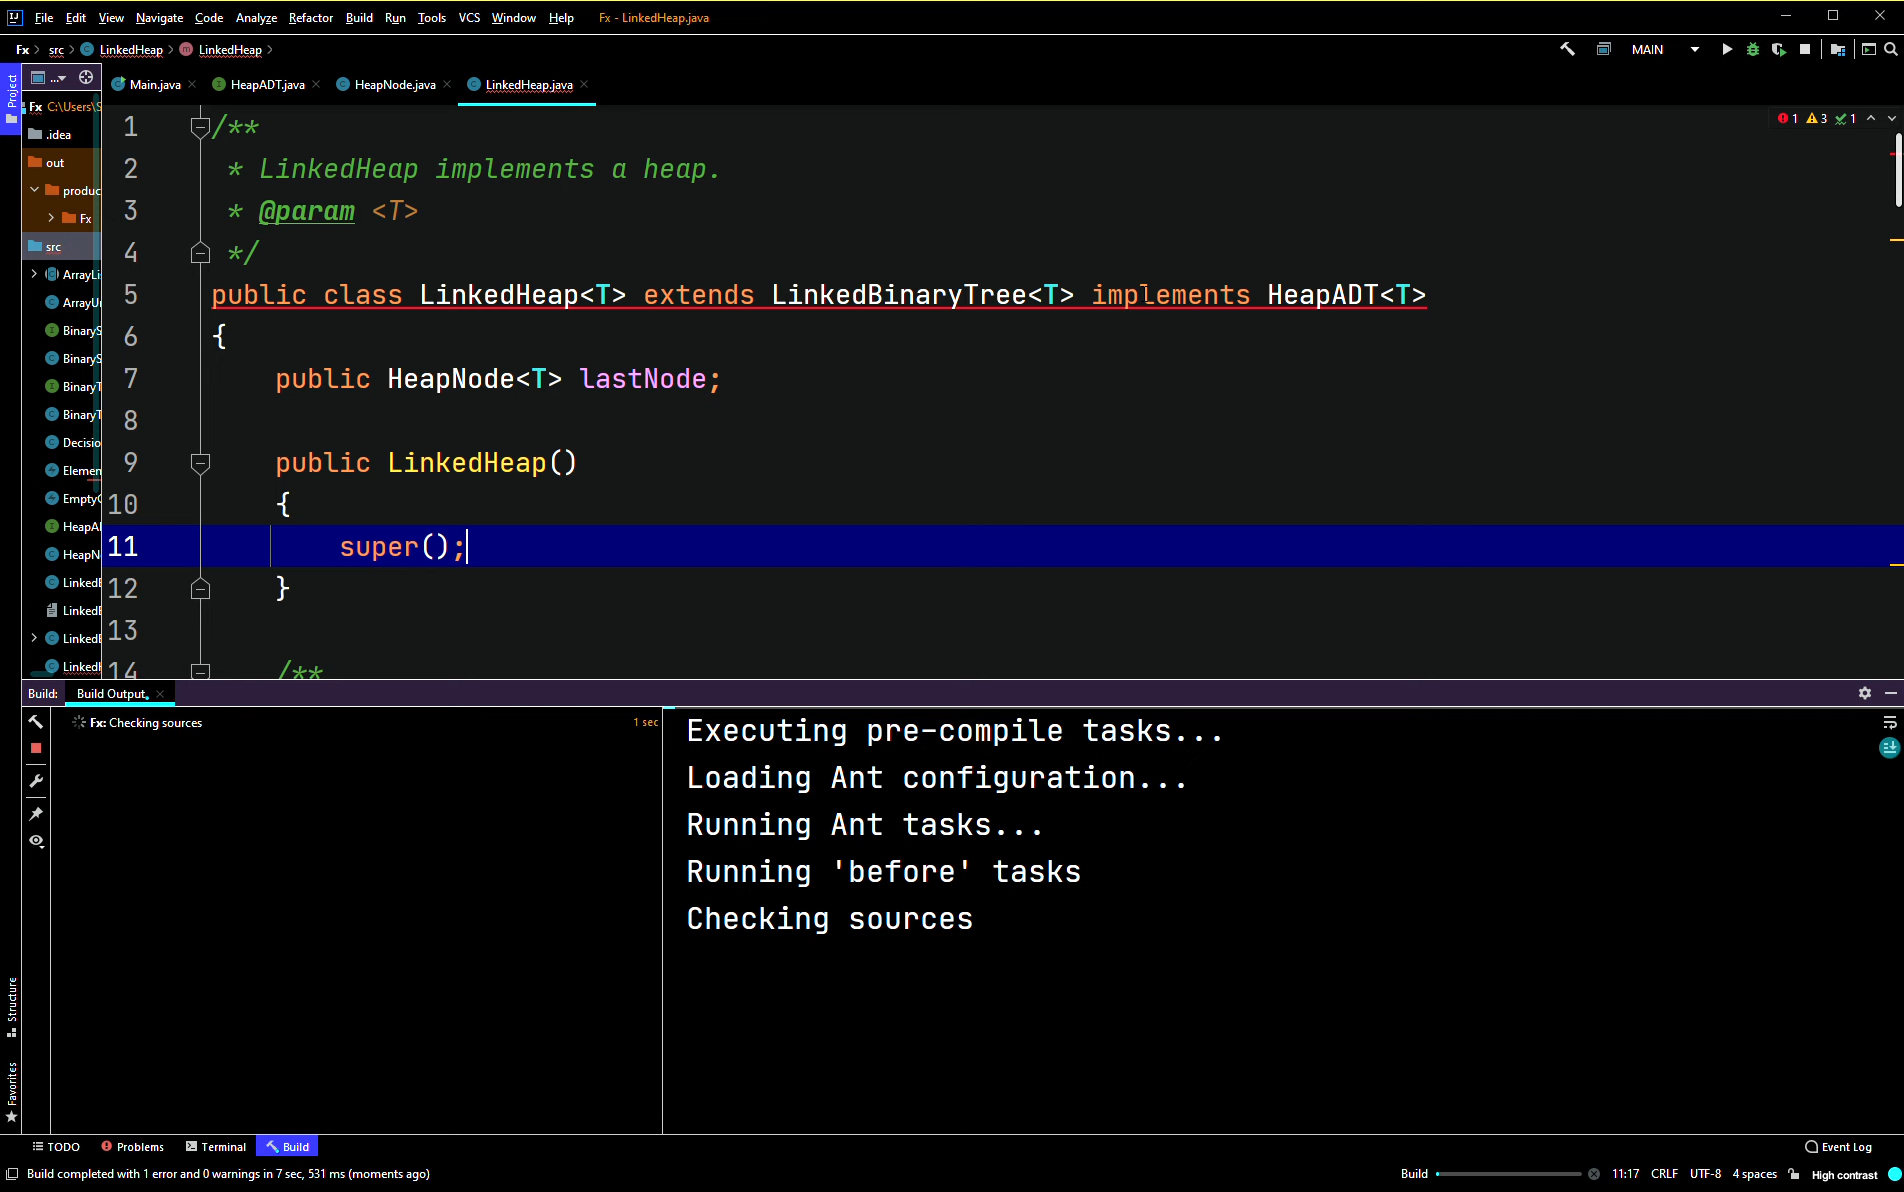 File Edit View Navigate Code Analyze Refactor Build Run Tools VCS Window Help Fx - LinkedHeap.java
Fx src LinkedHeap LinkedHeap MAIN
Project
...
Main.java HeapADT.java HeapNode.java LinkedHeap.java
Fx C:\Users\S
.idea
out
produc
Fx
src
ArrayLi
ArrayU
BinaryS
BinaryS
BinaryT
BinaryT
Decisio
Elemen
EmptyC
HeapA
HeapN
LinkedB
LinkedB
LinkedB
LinkedH
1 3 1
1 /**
2 * LinkedHeap implements a heap.
3 * @param <T>
4 */
5 public class LinkedHeap<T> extends LinkedBinaryTree<T> implements HeapADT<T>
6 {
7 public HeapNode<T> lastNode;
8
9 public LinkedHeap()
10 {
11 super();
12 }
13
14 /**
Build: Build Output
Fx: Checking sources 1 sec
Executing pre-compile tasks...
Loading Ant configuration...
Running Ant tasks...
Running 'before' tasks
Checking sources
Structure
Favorites
TODO Problems Terminal Build Event Log
Build completed with 1 error and 0 warnings in 7 sec, 531 ms (moments ago) Build 11:17 CRLF UTF-8 4 spaces High contrast